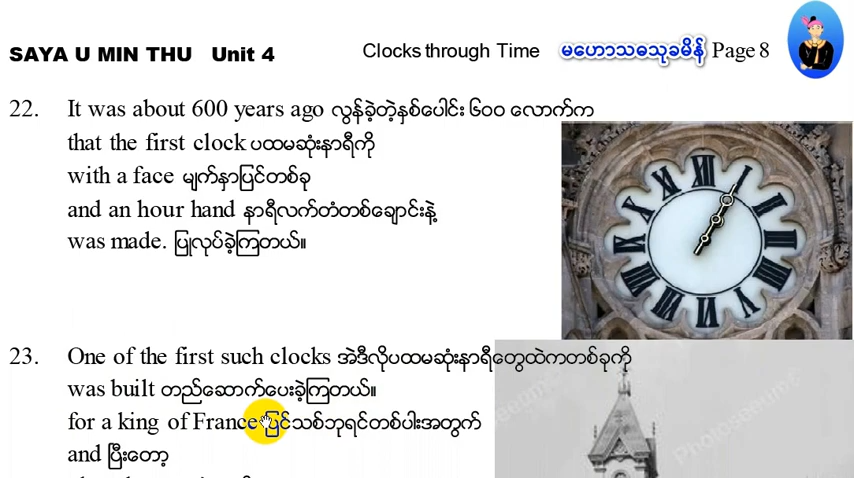 SAYA U MIN THU Unit 4 Clocks through Time မဟောသဓသုခမိန် Page 8
22. It was about 600 years ago လွန်ခဲ့တဲ့နှစ်ပေါင်း ၆၀၀ လောက်က
that the first clock ပထမဆုံးနာရီကို
with a face မျက်နှာပြင်တစ်ခု
and an hour hand နာရီလက်တံတစ်ချောင်းနဲ့
was made. ပြုလုပ်ခဲ့ကြတယ်။
23. One of the first such clocks အဲဒီလိုပထမဆုံးနာရီတွေထဲကတစ်ခုကို
was built တည်ဆောက်ပေးခဲ့ကြတယ်။
for a king of France ပြင်သစ်ဘုရင်တစ်ပါးအတွက်
and ပြီးတော့